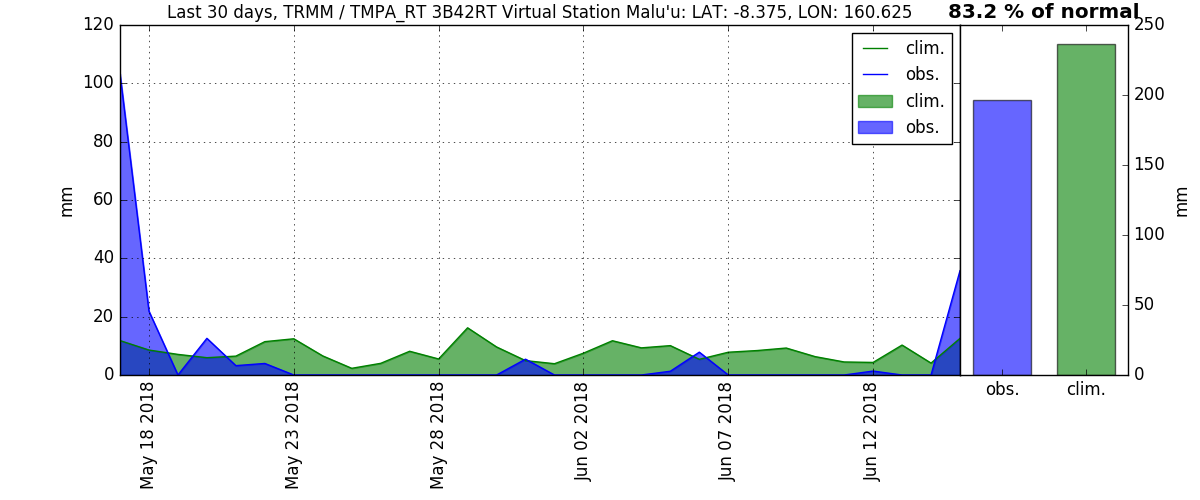 Last 30 days, TRMM / TMPA_RT 3B42RT Virtual Station Malu'u: LAT: -8.375, LON: 160.625
83.2 % of normal
120
100
80
60
40
20
0
mm
clim.
obs.
clim.
obs.
May 18 2018
May 23 2018
May 28 2018
Jun 02 2018
Jun 07 2018
Jun 12 2018
250
200
150
100
50
0
mm
obs.
clim.